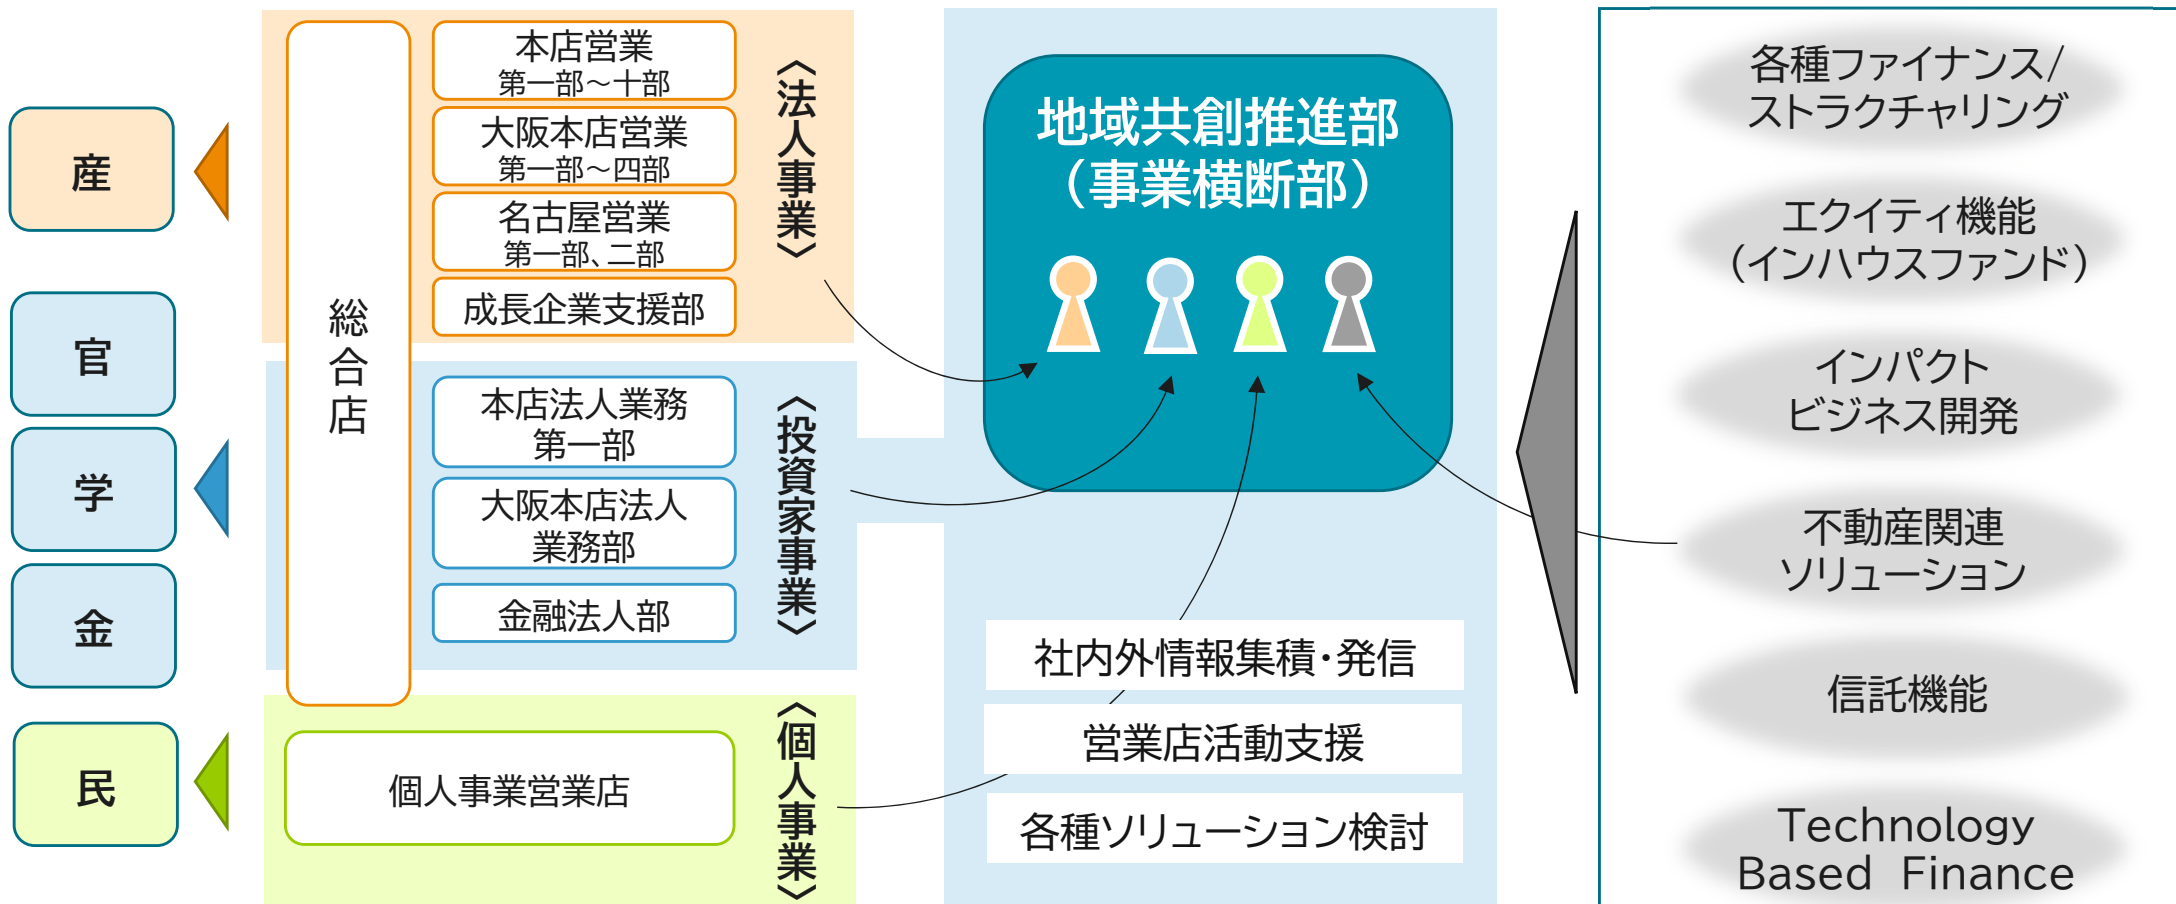 産
官
学
金
民
総合店
本店営業
第一部～十部
大阪本店営業
第一部～四部
名古屋営業
第一部、二部
成長企業支援部
〈法人事業〉
本店法人業務
第一部
大阪本店法人
業務部
金融法人部
〈投資家事業〉
個人事業営業店
〈個人事業〉
地域共創推進部
（事業横断部）
社内外情報集積・発信
営業店活動支援
各種ソリューション検討
各種ファイナンス/
ストラクチャリング
エクイティ機能
（インハウスファンド）
インパクト
ビジネス開発
不動産関連
ソリューション
信託機能
Technology
Based Finance